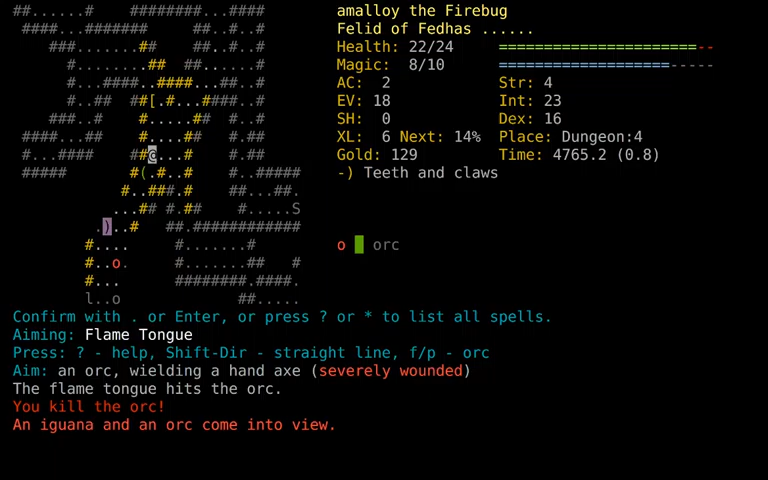 ##......#    ########...##              amalloy the Firebug
 ####...#######     ##..#..#            Felid of Fedhas ......
    ###.......##     ##..#..#           Health: 22/24        ======================--
      #........##  ##......#            Magic:  8/10         ===================-----
       ####....####...##..#             AC:  2               Str: 4
      #..##  ##[.#...####..#            EV: 18               Int: 23
    ###..#    #.....##  #..#            SH:  0               Dex: 16
 ####...##    #....##   #.##            XL:  6 Next: 14%     Place: Dungeon:4
 #...####    ##@...#    #.##            Gold: 129            Time: 4765.2 (0.8)
 #####       #(.#..#    #...#####       -) Teeth and claws
            #..###.#    ##...###.
           ...## #.##    #.....S
         .)..#   ##.############
        #....     #.......#             o   orc
        #..o.     #.......##   #
        #...      ########.####.
        l..o             ##.....
Confirm with . or Enter, or press ? or * to list all spells.
Aiming: Flame Tongue
Press: ? - help, Shift-Dir - straight line, f/p - orc
Aim: an orc, wielding a hand axe (severely wounded)
The flame tongue hits the orc.
You kill the orc!
An iguana and an orc come into view.